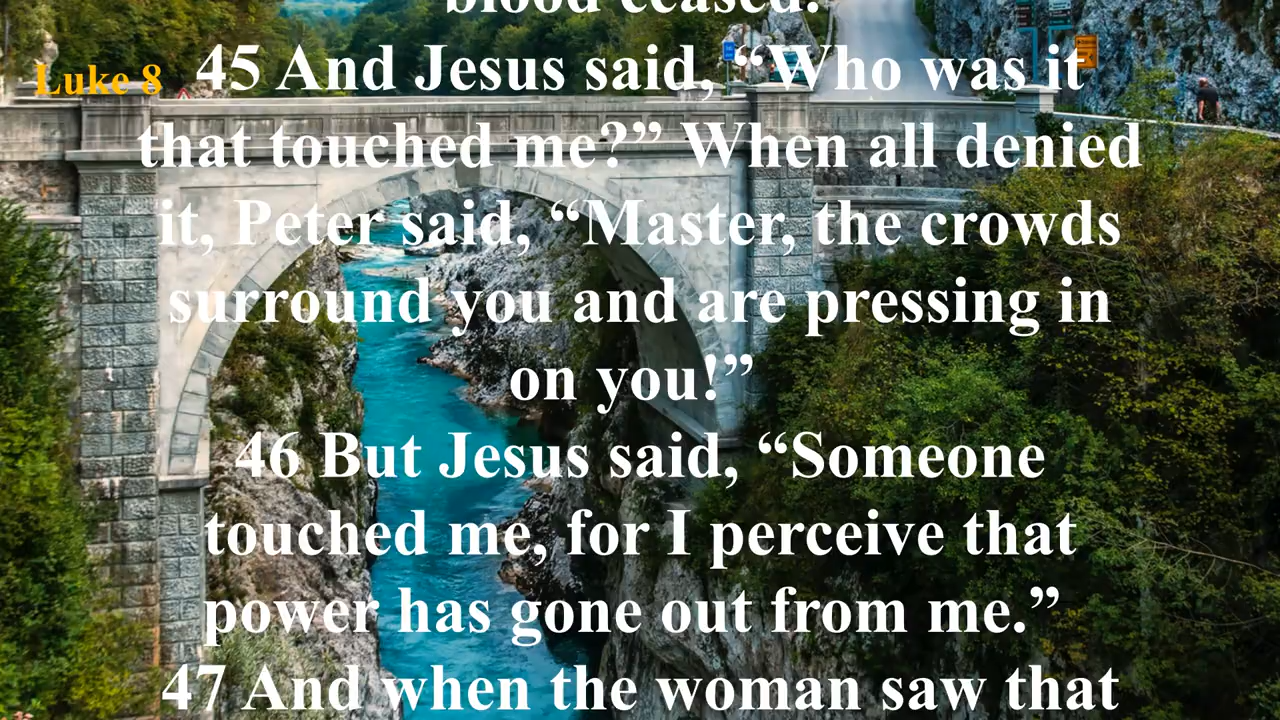 blood ceased.
Luke 8
45 And Jesus said, “Who was it
that touched me?” When all denied
it, Peter said, “Master, the crowds
surround you and are pressing in
on you!”
46 But Jesus said, “Someone
touched me, for I perceive that
power has gone out from me.”
47 And when the woman saw that